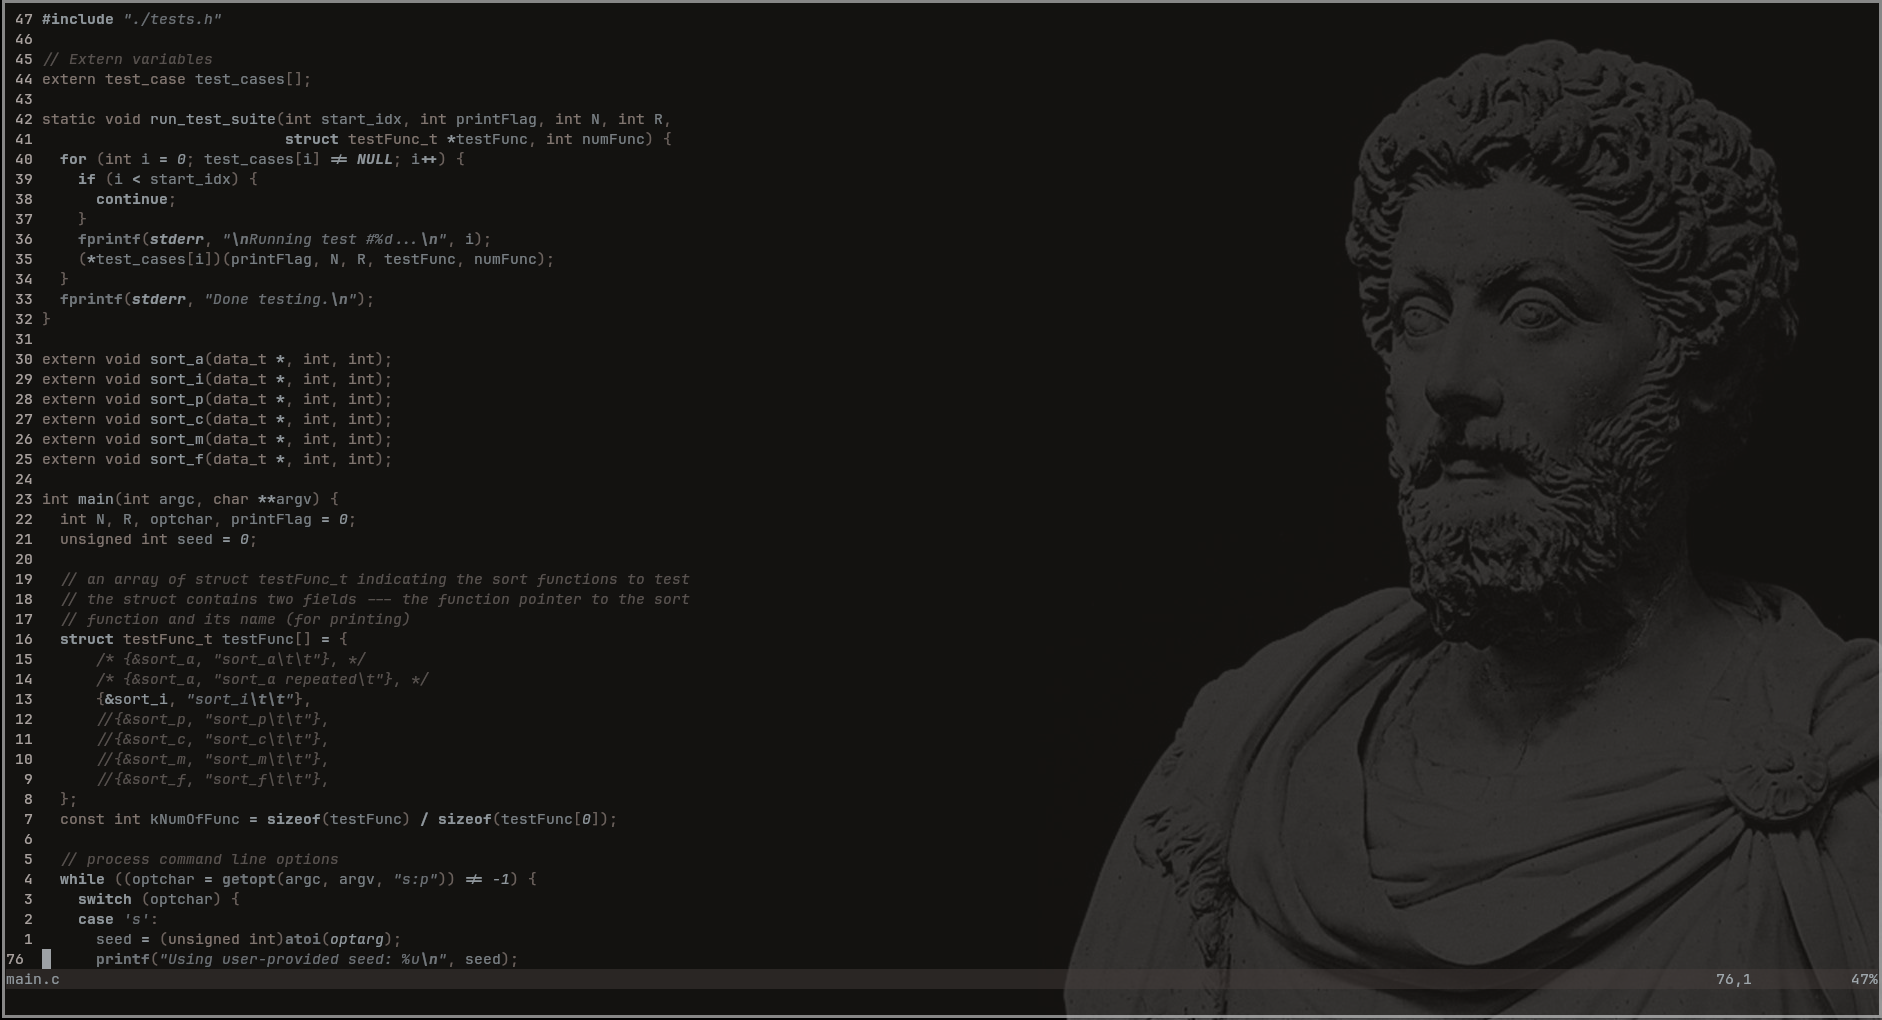 47 #include "./tests.h"
46
45 // Extern variables
44 extern test_case test_cases[];
43
42 static void run_test_suite(int start_idx, int printFlag, int N, int R,
41                            struct testFunc_t *testFunc, int numFunc) {
40   for (int i = 0; test_cases[i] != NULL; i++) {
39     if (i < start_idx) {
38       continue;
37     }
36     fprintf(stderr, "\nRunning test #%d...\n", i);
35     (*test_cases[i])(printFlag, N, R, testFunc, numFunc);
34   }
33   fprintf(stderr, "Done testing.\n");
32 }
31
30 extern void sort_a(data_t *, int, int);
29 extern void sort_i(data_t *, int, int);
28 extern void sort_p(data_t *, int, int);
27 extern void sort_c(data_t *, int, int);
26 extern void sort_m(data_t *, int, int);
25 extern void sort_f(data_t *, int, int);
24
23 int main(int argc, char **argv) {
22   int N, R, optchar, printFlag = 0;
21   unsigned int seed = 0;
20
19   // an array of struct testFunc_t indicating the sort functions to test
18   // the struct contains two fields --- the function pointer to the sort
17   // function and its name (for printing)
16   struct testFunc_t testFunc[] = {
15       /* {&sort_a, "sort_a\t\t"}, */
14       /* {&sort_a, "sort_a repeated\t"}, */
13       {&sort_i, "sort_i\t\t"},
12       //{&sort_p, "sort_p\t\t"},
11       //{&sort_c, "sort_c\t\t"},
10       //{&sort_m, "sort_m\t\t"},
 9       //{&sort_f, "sort_f\t\t"},
 8   };
 7   const int kNumOfFunc = sizeof(testFunc) / sizeof(testFunc[0]);
 6
 5   // process command line options
 4   while ((optchar = getopt(argc, argv, "s:p")) != -1) {
 3     switch (optchar) {
 2     case 's':
 1       seed = (unsigned int)atoi(optarg);
76        printf("Using user-provided seed: %u\n", seed);
main.c 76,1 47%